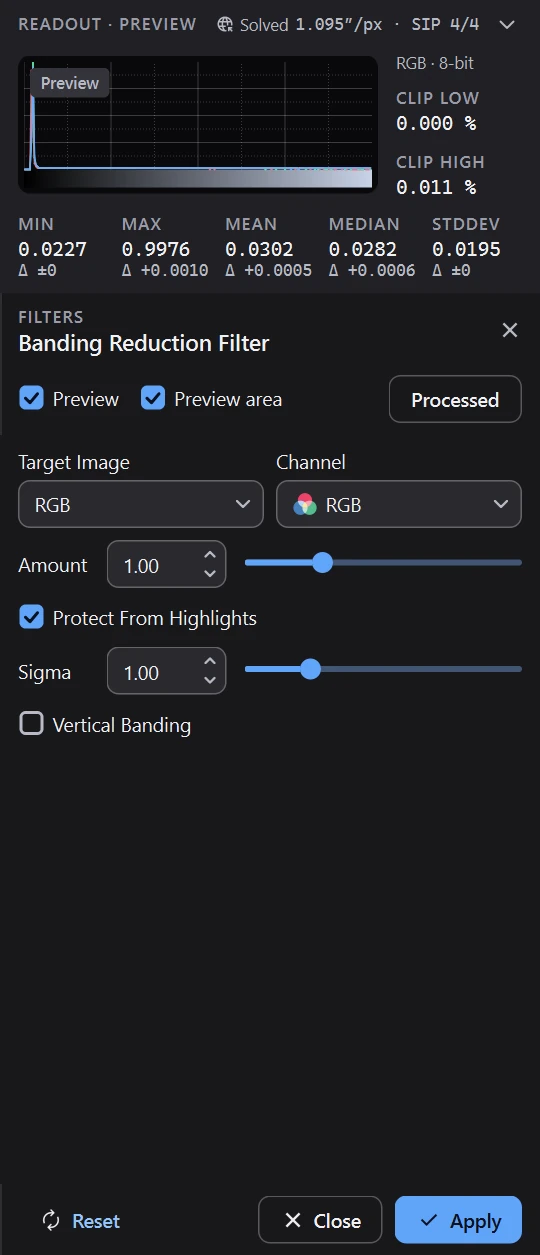 READOUT · PREVIEW Solved 1.095″/px · SIP 4/4
Preview
RGB · 8-bit
CLIP LOW
0.000 %
CLIP HIGH
0.011 %
MIN MAX MEAN MEDIAN STDDEV
0.0227 0.9976 0.0302 0.0282 0.0195
Δ ±0 Δ +0.0010 Δ +0.0005 Δ +0.0006 Δ ±0
FILTERS
Banding Reduction Filter
Preview Preview area Processed
Target Image Channel
RGB RGB
Amount 1.00
Protect From Highlights
Sigma 1.00
Vertical Banding
Reset Close Apply